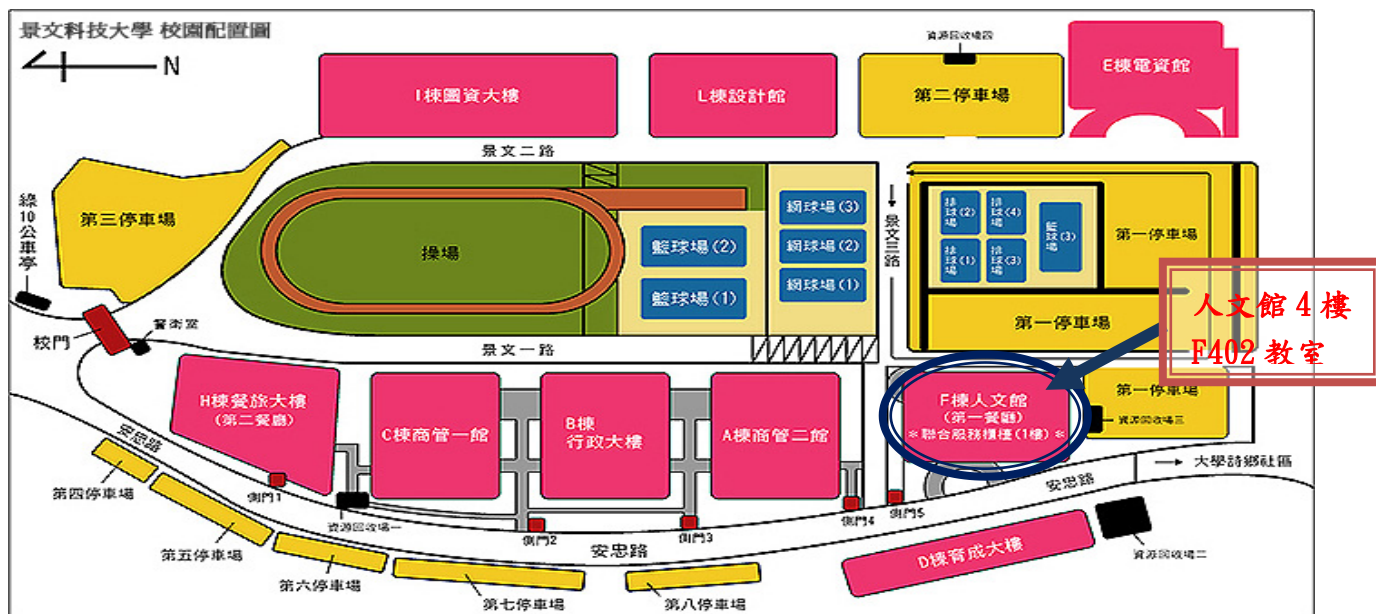 景文科技大學 校園配置圖
N
資源回收場四
E棟電資館
I棟圖資大樓
L棟設計館
第二停車場
景文二路
綠10公車亭
第三停車場
操場
籃球場(2)
籃球場(1)
網球場(3)
網球場(2)
網球場(1)
景文三路
排球場(2)
排球場(4)
籃球場(3)
排球場(1)
排球場(3)
第一停車場
第一停車場
人文館 4 樓
F402 教室
校門
警衛室
景文一路
H棟餐旅大樓
(第二餐廳)
C棟商管一館
B棟
行政大樓
A棟商管二館
F棟人文館
(第一餐廳)
*聯合服務櫃檯(1樓)*
第一停車場
資源回收場三
大學詩鄉社區
安忠路
第四停車場
側門1
資源回收場一
側門2
側門3
側門4
側門5
安忠路
安忠路
第五停車場
第六停車場
第七停車場
第八停車場
D棟育成大樓
資源回收場二